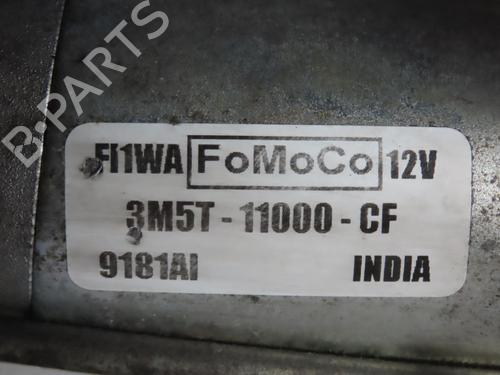 B-PARTS
FI1WA FoMoCo 12V
3M5T - 11000 - CF
9181AI INDIA